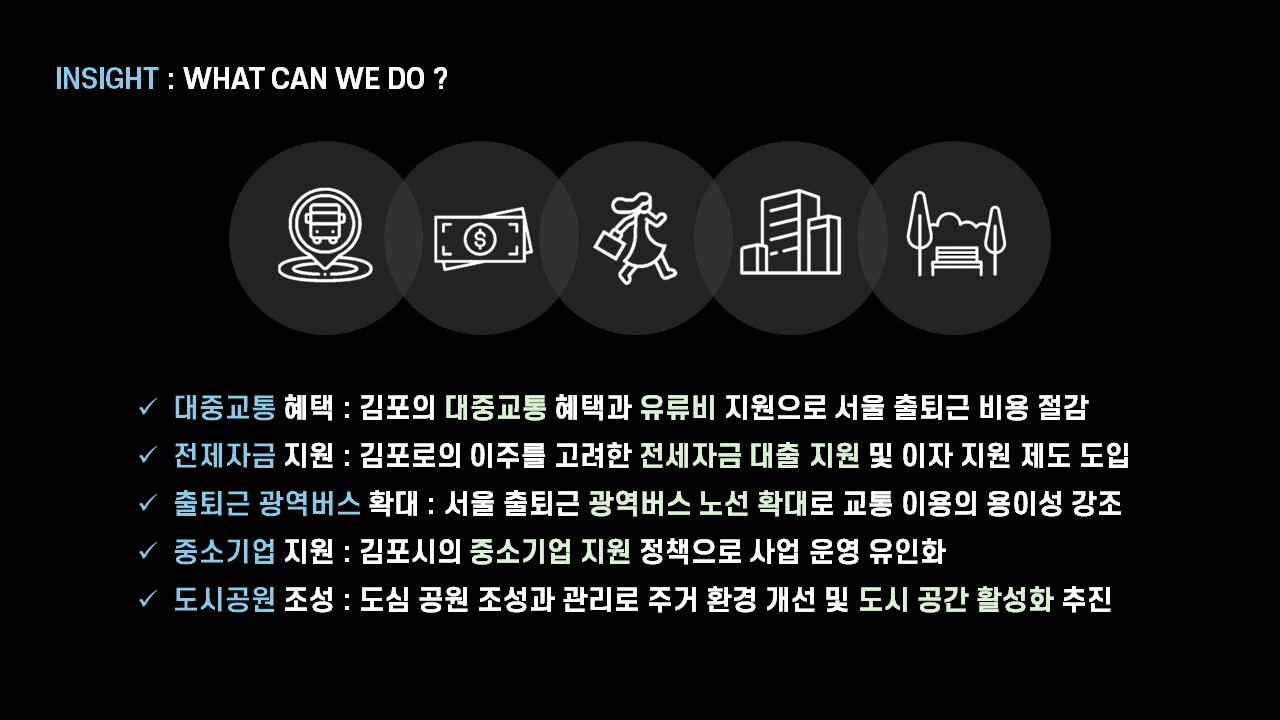 INSIGHT : WHAT CAN WE DO ?
$
✓ 대중교통 혜택 : 김포의 대중교통 혜택과 유류비 지원으로 서울 출퇴근 비용 절감
✓ 전제자금 지원 : 김포로의 이주를 고려한 전세자금 대출 지원 및 이자 지원 제도 도입
✓ 출퇴근 광역버스 확대 : 서울 출퇴근 광역버스 노선 확대로 교통 이용의 용이성 강조
✓ 중소기업 지원 : 김포시의 중소기업 지원 정책으로 사업 운영 유인화
✓ 도시공원 조성 : 도심 공원 조성과 관리로 주거 환경 개선 및 도시 공간 활성화 추진